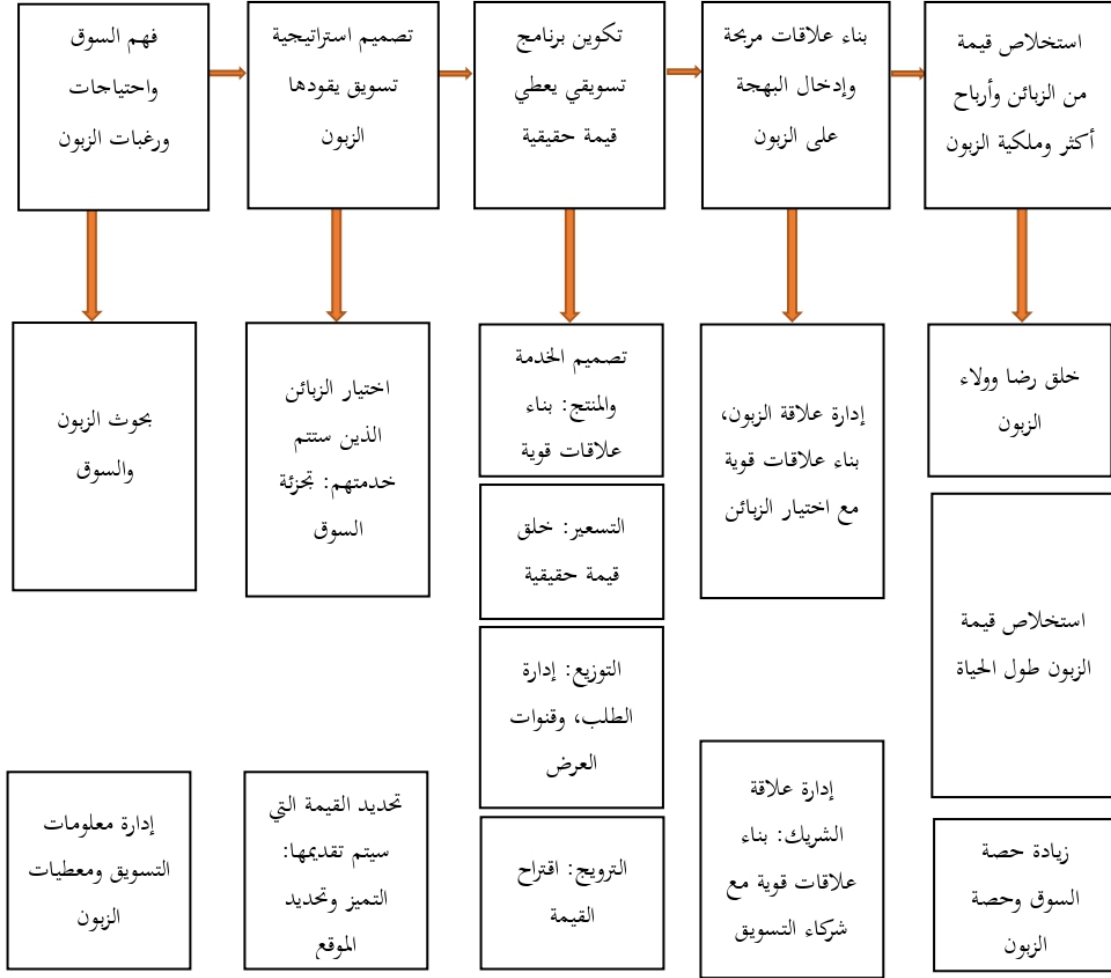 فهم السوق
واحتياجات
ورغبات الزبون
تصميم استراتيجية
تسويق يقودها
الزبون
تكوين برنامج
تسويقي يعطي
قيمة حقيقية
بناء علاقات مربحة
وإدخال البهجة
على الزبون
استخلاص قيمة
من الزبائن وأرباح
أكثر وملكية الزبون
بحوث الزبون
والسوق
اختيار الزبائن
الذين ستتم
خدمتهم: تجزئة
السوق
تصميم الخدمة
والمنتج: بناء
علاقات قوية
التسعير: خلق
قيمة حقيقية
التوزيع: إدارة
الطلب، وقنوات
العرض
الترويج: اقتراح
القيمة
إدارة علاقة الزبون،
بناء علاقات قوية
مع اختيار الزبائن
خلق رضا وولاء
الزبون
استخلاص قيمة
الزبون طول الحياة
إدارة معلومات
التسويق ومعطيات
الزبون
تحديد القيمة التي
سيتم تقديمها:
التميز وتحديد
الموقع
إدارة علاقة
الشريك: بناء
علاقات قوية مع
شركاء التسويق
زيادة حصة
السوق وحصة
الزبون